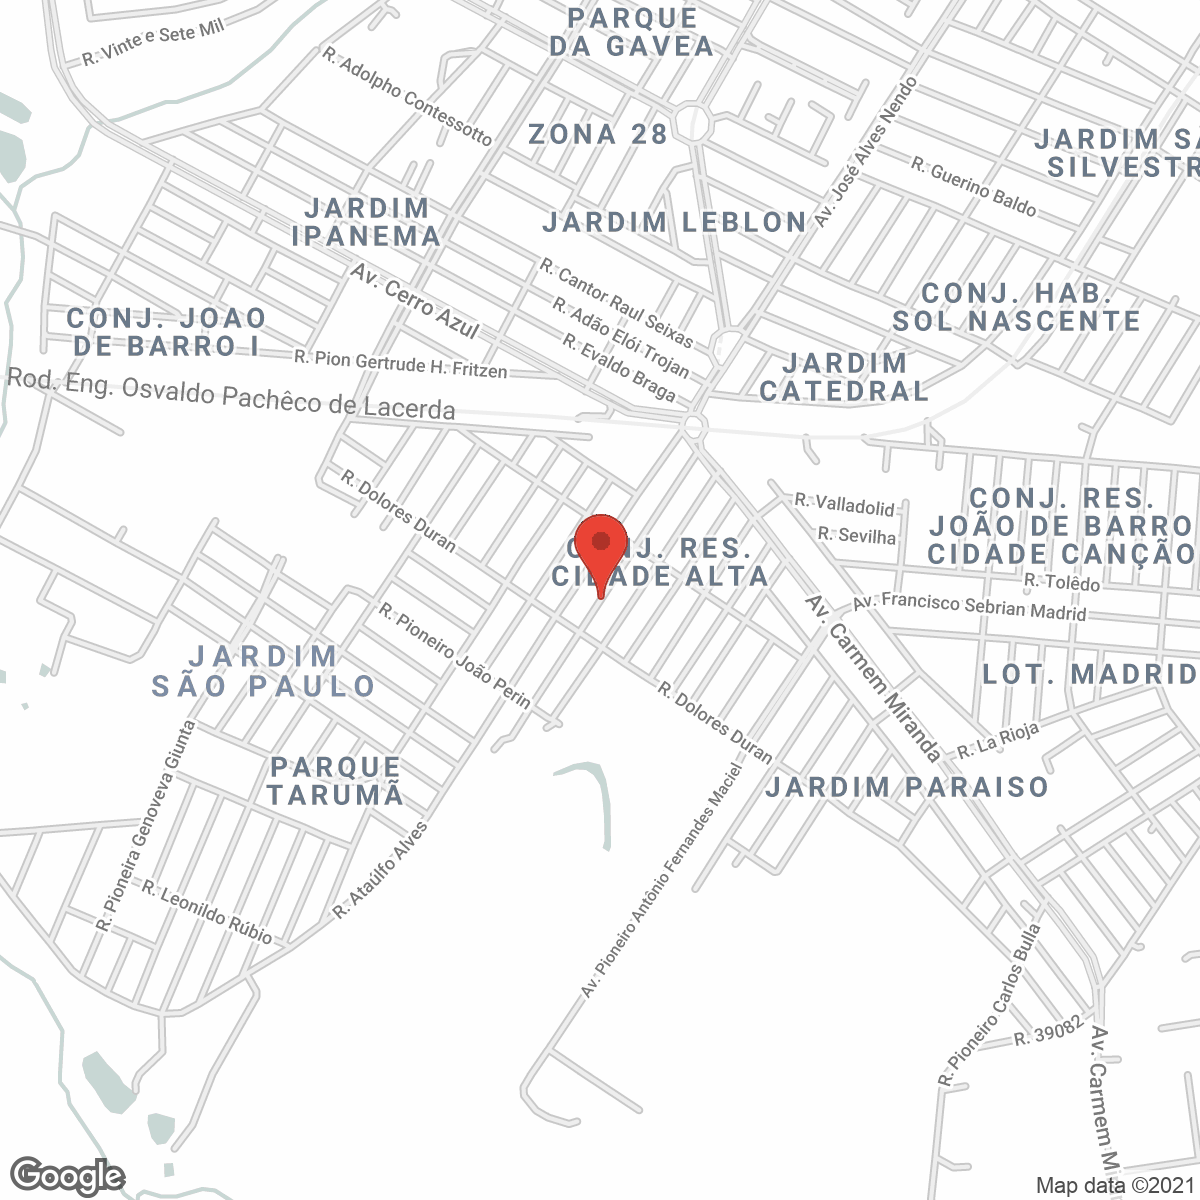 PARQUE
DA GAVEA
R. Vinte e Sete Mil
R. Adolpho Contessotto
Av. José Alves Nendo
ZONA 28
JARDIM SA
SILVESTR
R. Guerino Baldo
JARDIM
IPANEMA
JARDIM LEBLON
Av. Cerro Azul
R. Cantor Raul Seixas
R. Adão Elói Trojan
R. Evaldo Braga
CONJ. HAB.
SOL NASCENTE
CONJ. JOAO
DE BARRO I
R. Pion Gertrude H. Fritzen
JARDIM
CATEDRAL
Rod. Eng. Osvaldo Pachêco de Lacerda
R. Dolores Duran
R. Valladolid
R. Sevilha
CONJ. RES.
JOÃO DE BARRO
CIDADE CANÇÃO
CONJ. RES.
CIDADE ALTA
R. Tolêdo
Av. Francisco Sebrian Madrid
Av. Carmem Miranda
R. Pioneiro João Perin
JARDIM
SÃO PAULO
LOT. MADRID
R. Dolores Duran
R. La Rioja
R. Pioneira Genoveva Giunta
PARQUE
TARUMÃ
JARDIM PARAISO
Av. Pioneiro Antônio Fernandes Maciel
R. Ataúlfo Alves
R. Leonildo Rúbio
R. Pioneiro Carlos Bulla
R. 39082
Av. Carmem Mi
Google
Map data ©2021